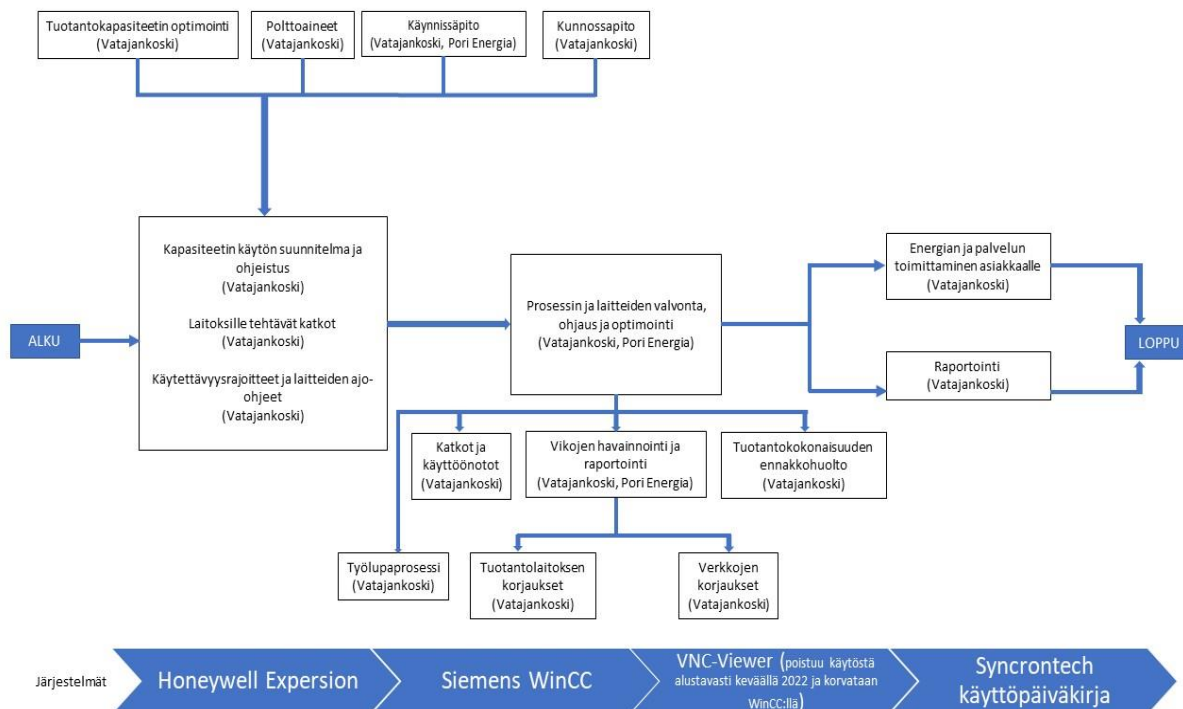 Tuotantokapasiteetin optimointi
(Vatajankoski)
Polttoaineet
(Vatajankoski)
Käynnissäpito
(Vatajankoski, Pori Energia)
Kunnossapito
(Vatajankoski)
ALKU
Kapasiteetin käytön suunnitelma ja
ohjeistus
(Vatajankoski)
Laitoksille tehtävät katkot
(Vatajankoski)
Käytettävyysrajoitteet ja laitteiden ajo-
ohjeet
(Vatajankoski)
Prosessin ja laitteiden valvonta,
ohjaus ja optimointi
(Vatajankoski, Pori Energia)
Energian ja palvelun
toimittaminen asiakkaalle
(Vatajankoski)
Raportointi
(Vatajankoski)
LOPPU
Katkot ja
käyttöönotot
(Vatajankoski)
Vikojen havainnointi ja
raportointi
(Vatajankoski, Pori Energia)
Tuotantokokonaisuuden
ennakkohuolto
(Vatajankoski)
Työlupaprosessi
(Vatajankoski)
Tuotantolaitoksen
korjaukset
(Vatajankoski)
Verkkojen
korjaukset
(Vatajankoski)
Järjestelmät
Honeywell Expersion
Siemens WinCC
VNC-Viewer (poistuu käytöstä
alustavasti keväällä 2022 ja korvataan
WinCC:llä)
Syncrontech
käyttöpäiväkirja